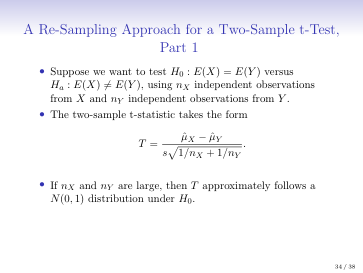 A Re-Sampling Approach for a Two-Sample t-Test,
Part 1
• Suppose we want to test H₀ : E(X) = E(Y) versus
Hₐ : E(X) ≠ E(Y), using n_X independent observations
from X and n_Y independent observations from Y.
• The two-sample t-statistic takes the form
T = (μ̂_X − μ̂_Y) / (s√(1/n_X + 1/n_Y)).
• If n_X and n_Y are large, then T approximately follows a
N(0, 1) distribution under H₀.
34 / 38